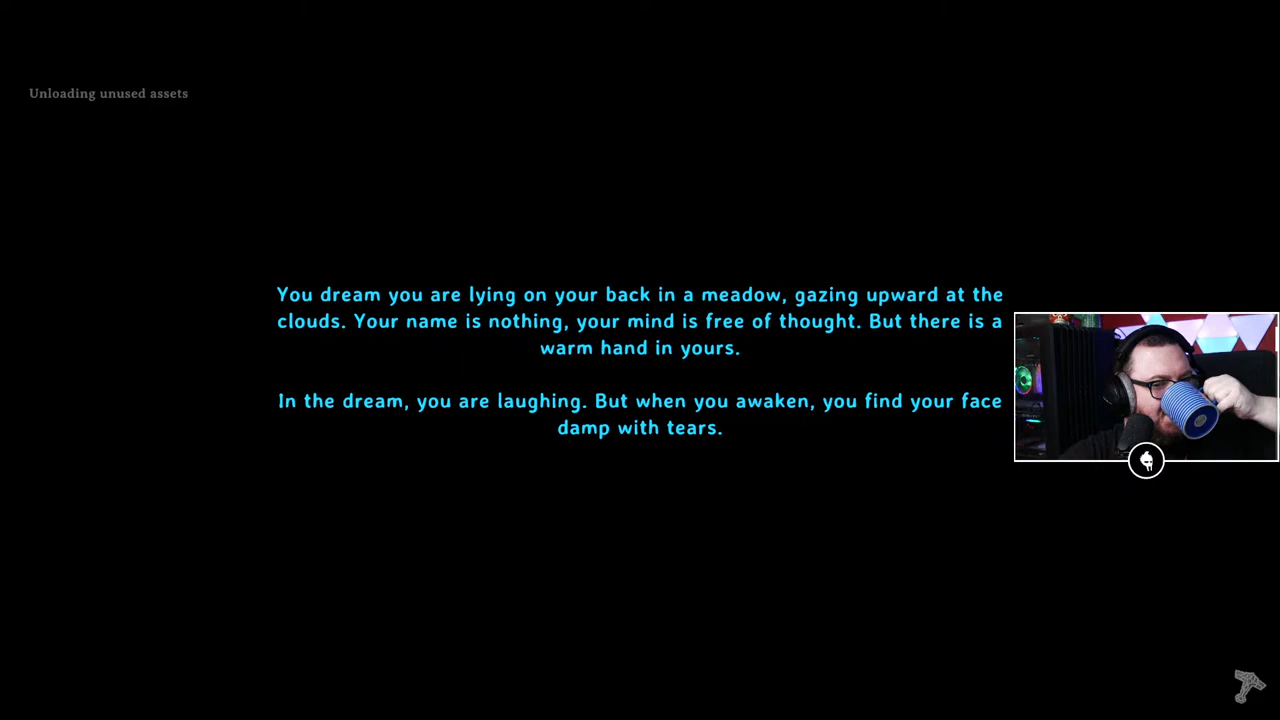 Unloading unused assets
You dream you are lying on your back in a meadow, gazing upward at the
clouds. Your name is nothing, your mind is free of thought. But there is a
warm hand in yours.
In the dream, you are laughing. But when you awaken, you find your face
damp with tears.